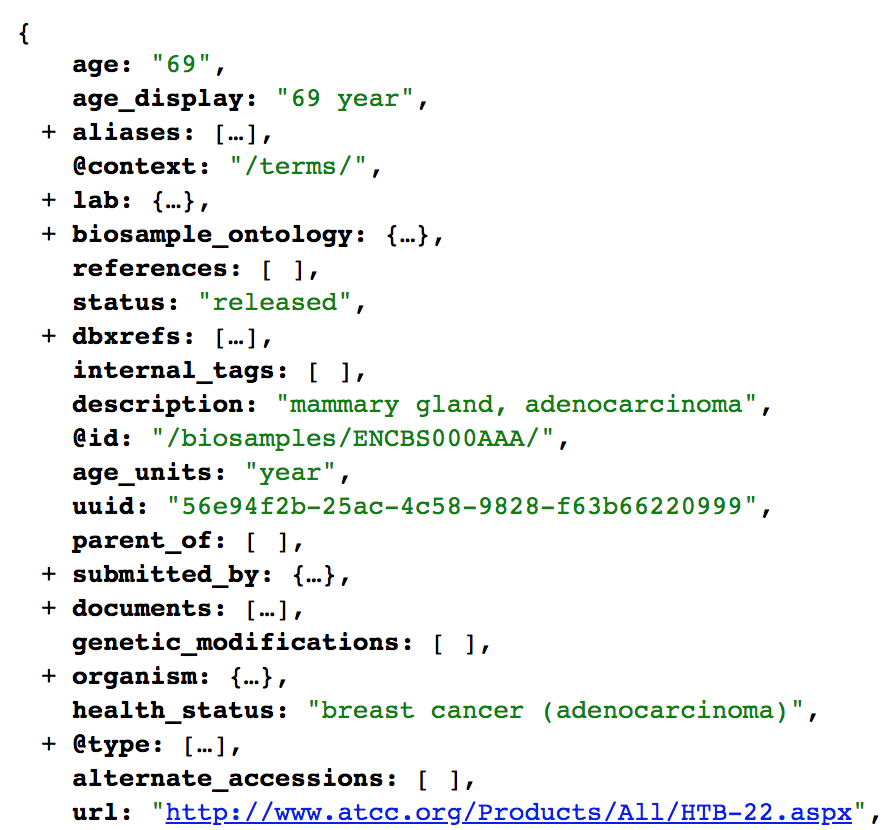 {
age: "69",
age_display: "69 year",
+ aliases: […],
@context: "/terms/",
+ lab: {…},
+ biosample_ontology: {…},
references: [ ],
status: "released",
+ dbxrefs: […],
internal_tags: [ ],
description: "mammary gland, adenocarcinoma",
@id: "/biosamples/ENCBS000AAA/",
age_units: "year",
uuid: "56e94f2b-25ac-4c58-9828-f63b66220999",
parent_of: [ ],
+ submitted_by: {…},
+ documents: […],
genetic_modifications: [ ],
+ organism: {…},
health_status: "breast cancer (adenocarcinoma)",
+ @type: […],
alternate_accessions: [ ],
url: "http://www.atcc.org/Products/All/HTB-22.aspx",